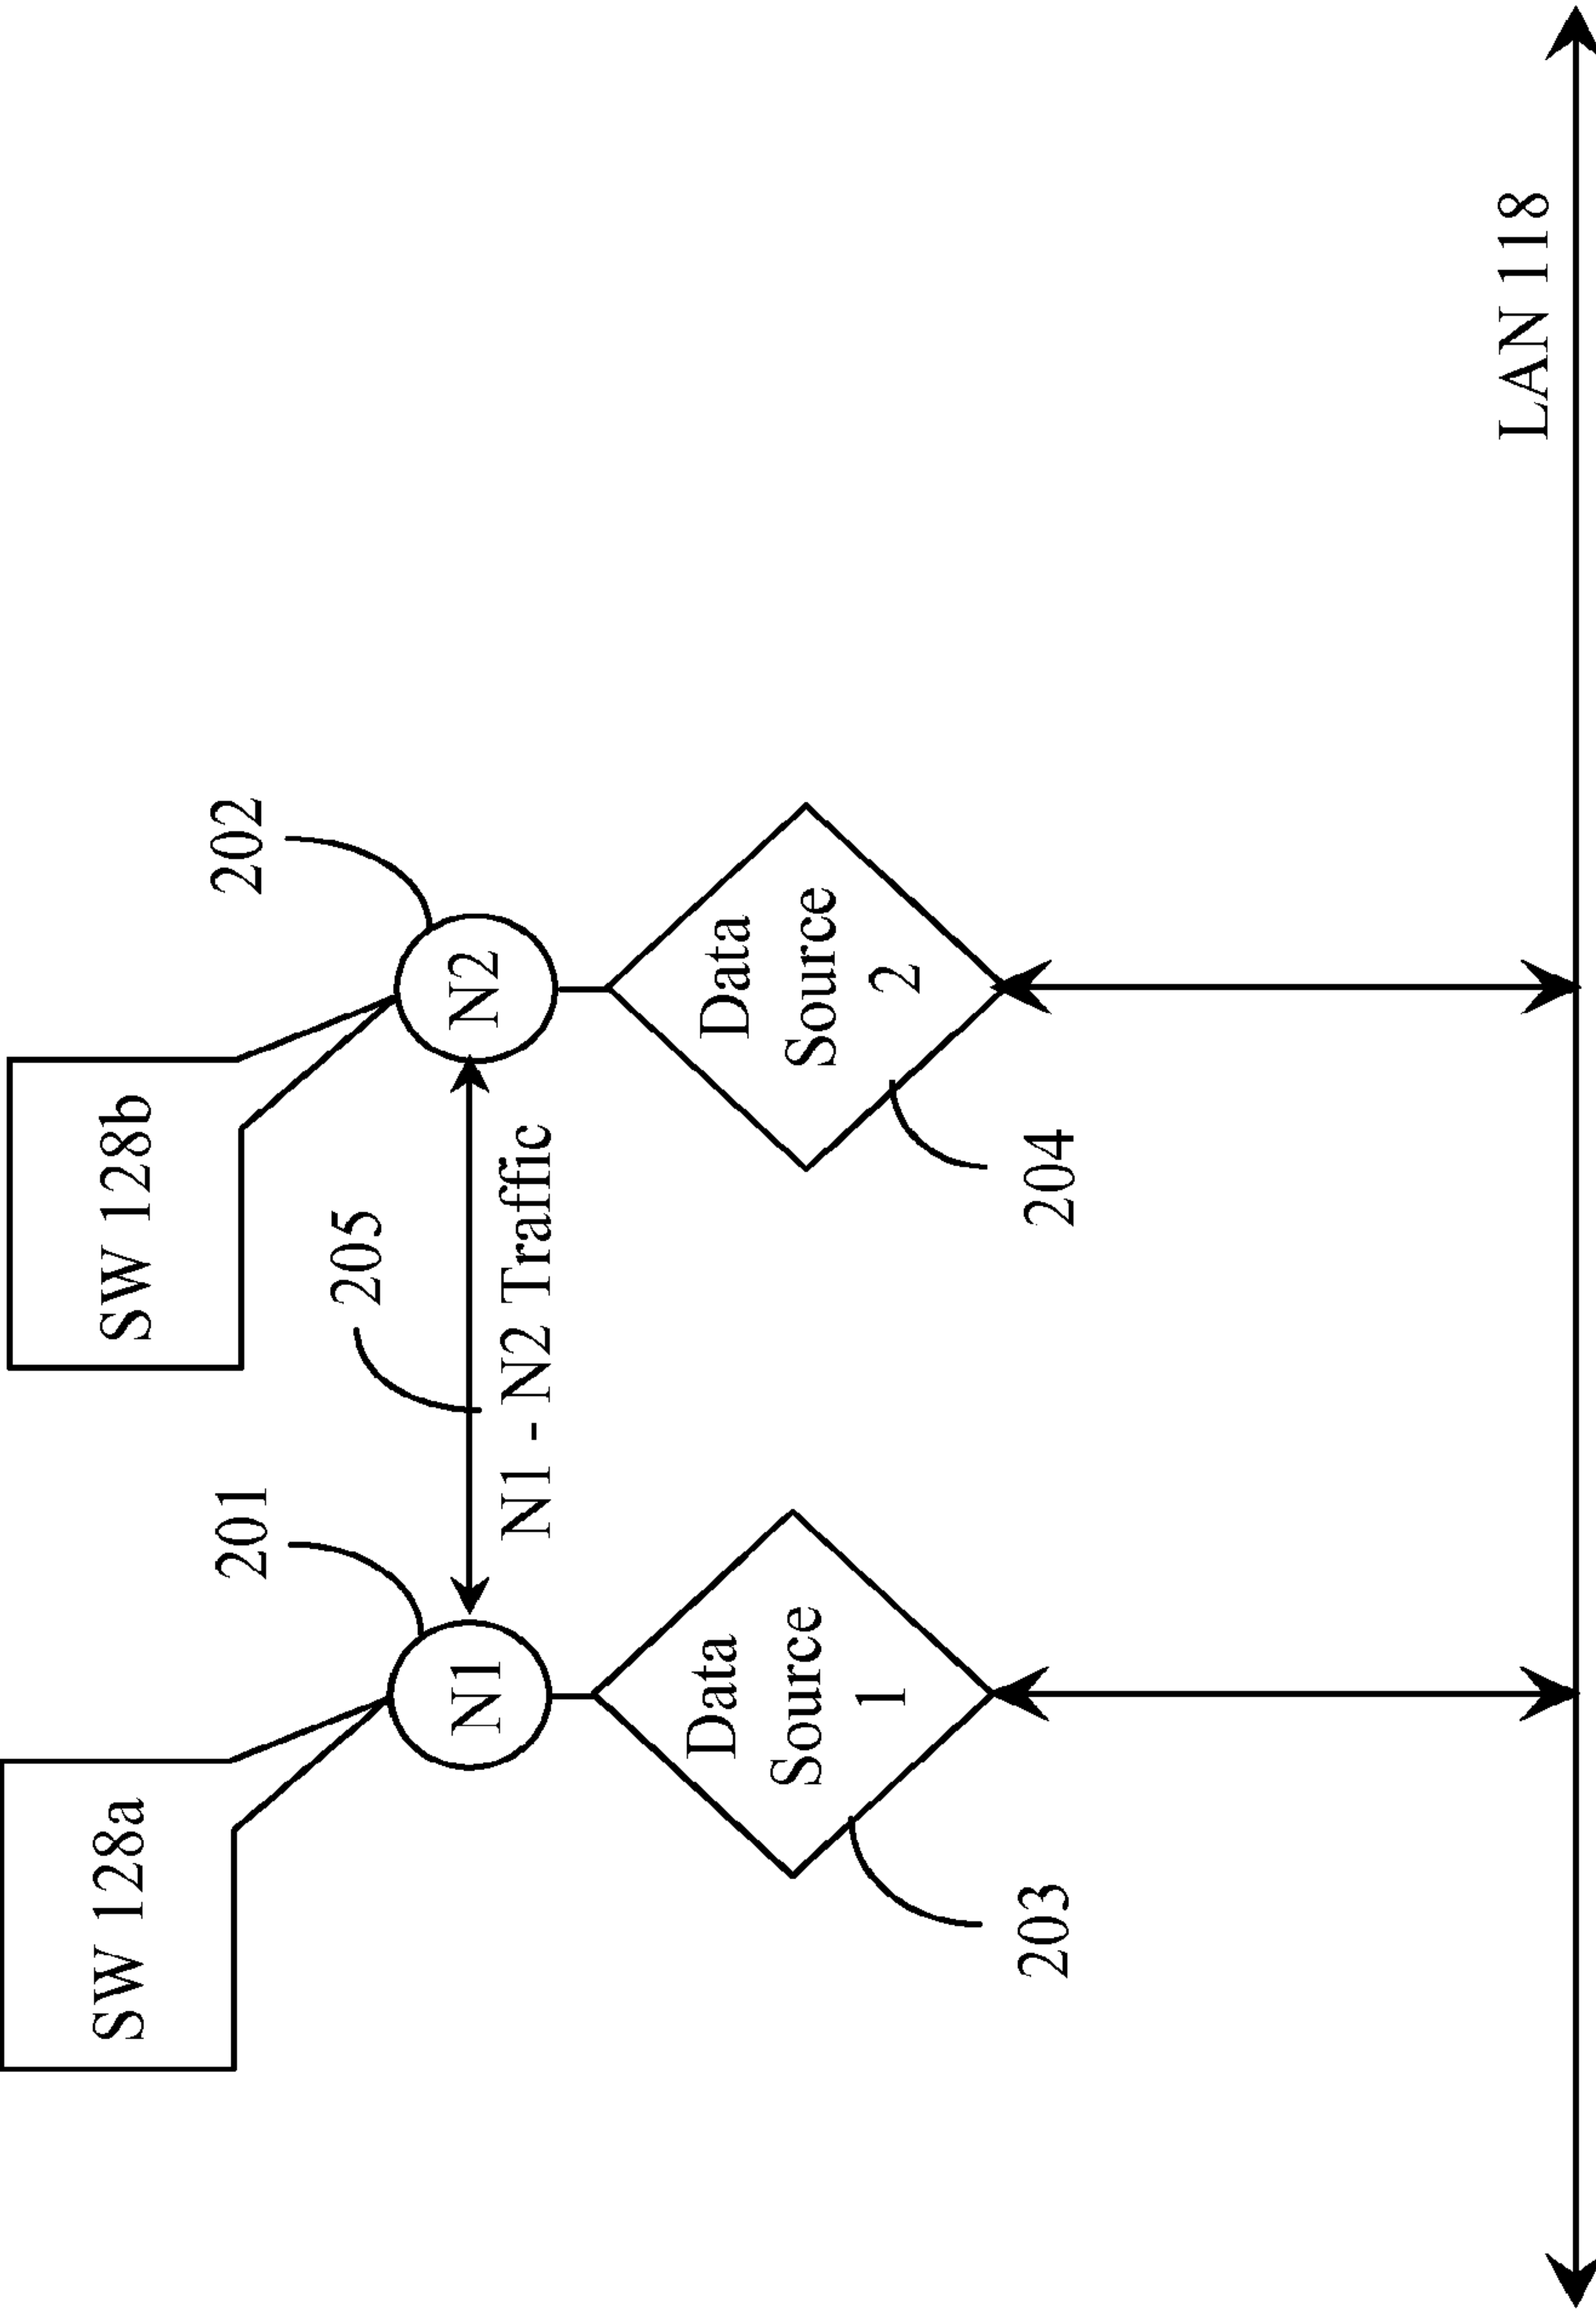 SW 128a
SW 128b
201
202
205
N1
N2
N1 - N2 Traffic
Data
Source
1
Data
Source
2
203
204
LAN 118